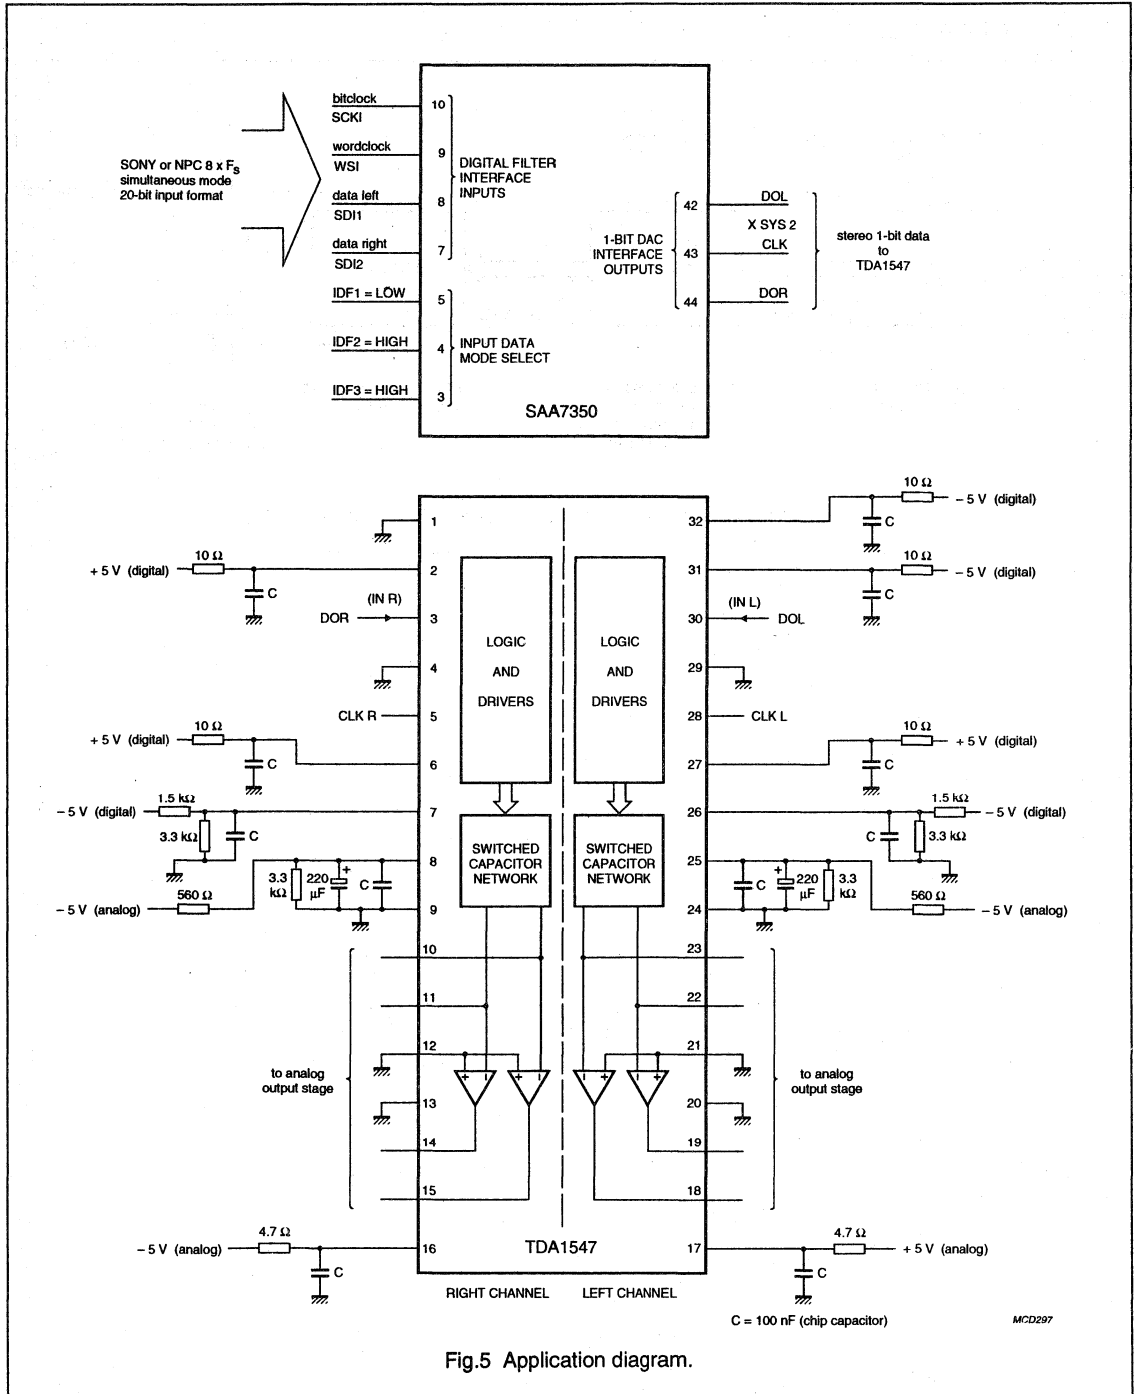 bitclock
SCKI
10
wordclock
WSI
9
SONY or NPC 8 x Fs
simultaneous mode
20-bit input format
DIGITAL FILTER
INTERFACE
INPUTS
data left
SDI1
8
data right
SDI2
7
IDF1 = LOW
5
IDF2 = HIGH
4
INPUT DATA
MODE SELECT
IDF3 = HIGH
3
SAA7350
1-BIT DAC
INTERFACE
OUTPUTS
42
DOL
X SYS 2
43
CLK
44
DOR
stereo 1-bit data
to
TDA1547
1
10 Ω
+ 5 V (digital)
C
2
(IN R)
DOR
3
4
CLK R
5
10 Ω
+ 5 V (digital)
C
6
1.5 kΩ
– 5 V (digital)
3.3 kΩ
C
7
8
3.3
kΩ
220
µF
+
C
560 Ω
– 5 V (analog)
9
10
11
12
to analog
output stage
13
14
15
4.7 Ω
– 5 V (analog)
C
16
LOGIC
AND
DRIVERS
LOGIC
AND
DRIVERS
SWITCHED
CAPACITOR
NETWORK
SWITCHED
CAPACITOR
NETWORK
+ –
+ –
– +
– +
TDA1547
10 Ω
– 5 V (digital)
32
C
10 Ω
31
– 5 V (digital)
C
(IN L)
30
DOL
29
28
CLK L
10 Ω
+ 5 V (digital)
27
C
1.5 kΩ
26
– 5 V (digital)
C
3.3 kΩ
25
C
+
220
µF
3.3
kΩ
560 Ω
24
– 5 V (analog)
23
22
21
to analog
output stage
20
19
18
4.7 Ω
17
+ 5 V (analog)
C
RIGHT CHANNEL
LEFT CHANNEL
C = 100 nF (chip capacitor)
MCD297
Fig.5 Application diagram.